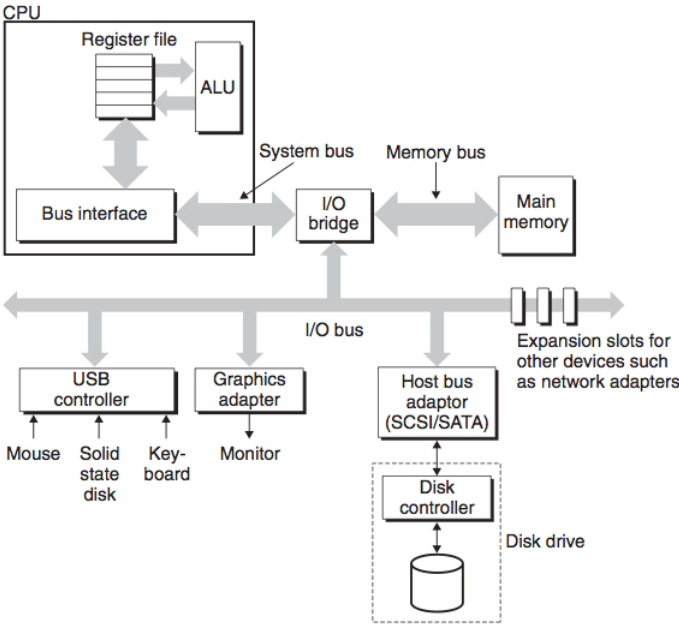 CPU
Register file
ALU
System bus
Memory bus
Bus interface
I/O
bridge
Main
memory
I/O bus
Expansion slots for
other devices such
as network adapters
USB
controller
Graphics
adapter
Host bus
adaptor
(SCSI/SATA)
Mouse
Solid
state
disk
Key-
board
Monitor
Disk
controller
Disk drive